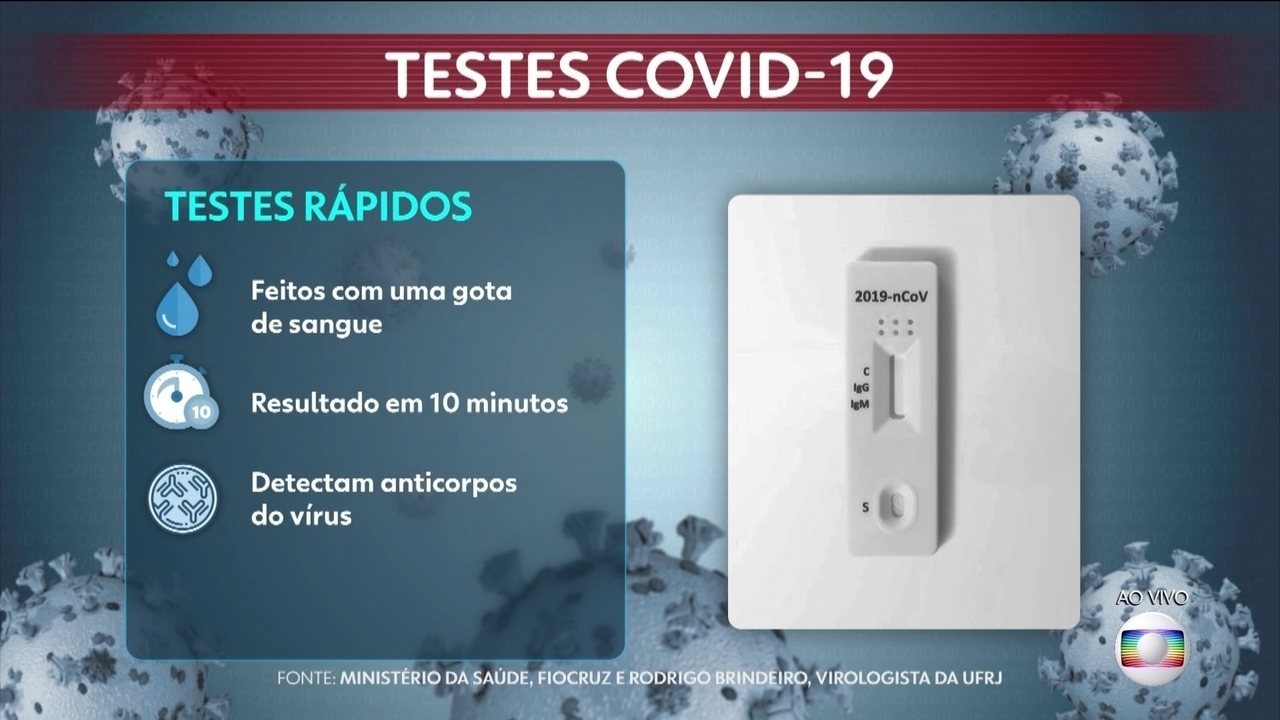 TESTES COVID-19
TESTES RÁPIDOS
Feitos com uma gota
de sangue
10
Resultado em 10 minutos
Detectam anticorpos
do vírus
2019-nCoV
C
IgG
IgM
S
AO VIVO
FONTE: MINISTÉRIO DA SAÚDE, FIOCRUZ E RODRIGO BRINDEIRO, VIROLOGISTA DA UFRJ